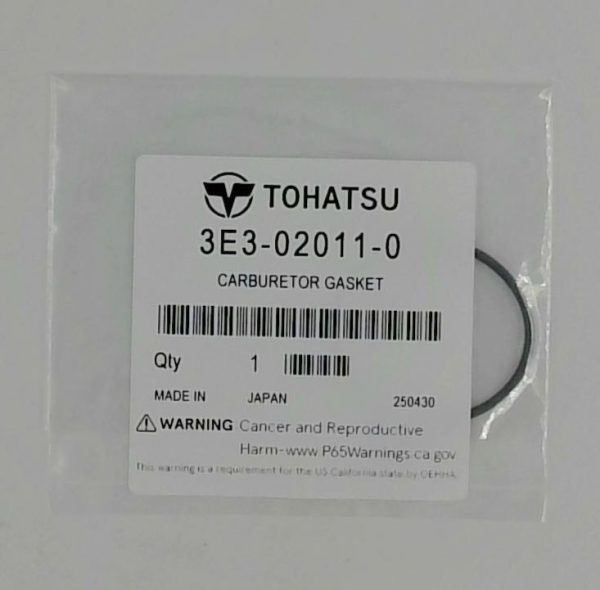 TOHATSU
3E3-02011-0
CARBURETOR GASKET
Qty 1
MADE IN JAPAN 250430
WARNING Cancer and Reproductive
Harm-www.P65Warnings.ca.gov
This warning is a requirement for the US California state by OEHHA.